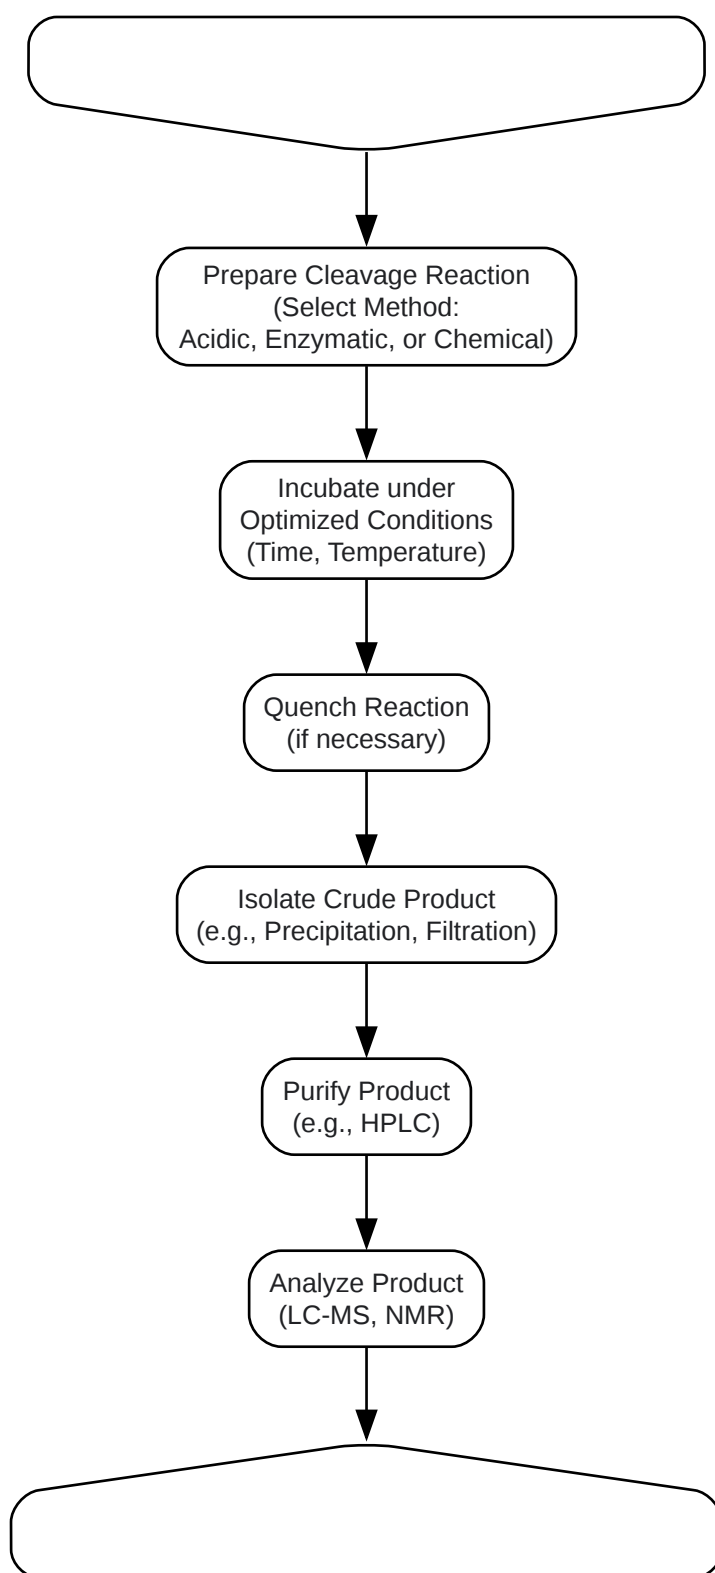 Prepare Cleavage Reaction
(Select Method:
Acidic, Enzymatic, or Chemical)
Incubate under
Optimized Conditions
(Time, Temperature)
Quench Reaction
(if necessary)
Isolate Crude Product
(e.g., Precipitation, Filtration)
Purify Product
(e.g., HPLC)
Analyze Product
(LC-MS, NMR)